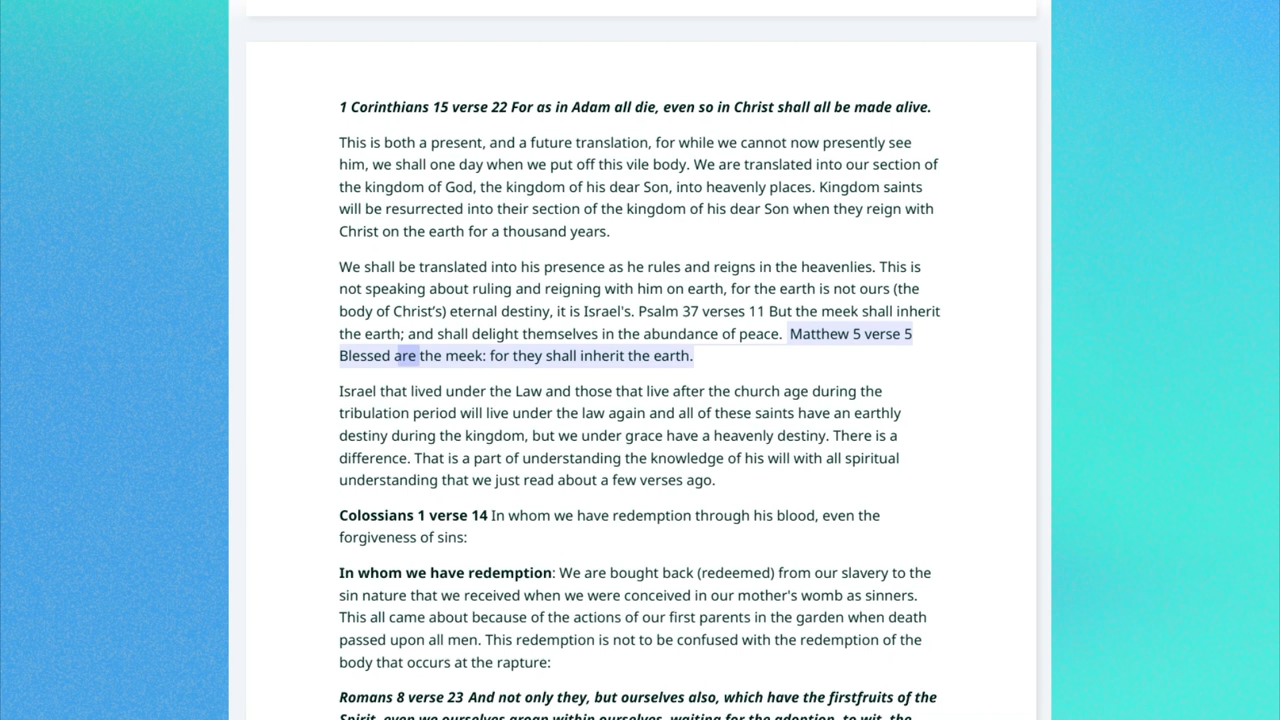 1 Corinthians 15 verse 22 For as in Adam all die, even so in Christ shall all be made alive.
This is both a present, and a future translation, for while we cannot now presently see
him, we shall one day when we put off this vile body. We are translated into our section of
the kingdom of God, the kingdom of his dear Son, into heavenly places. Kingdom saints
will be resurrected into their section of the kingdom of his dear Son when they reign with
Christ on the earth for a thousand years.
We shall be translated into his presence as he rules and reigns in the heavenlies. This is
not speaking about ruling and reigning with him on earth, for the earth is not ours (the
body of Christ’s) eternal destiny, it is Israel's. Psalm 37 verses 11 But the meek shall inherit
the earth; and shall delight themselves in the abundance of peace. Matthew 5 verse 5
Blessed are the meek: for they shall inherit the earth.
Israel that lived under the Law and those that live after the church age during the
tribulation period will live under the law again and all of these saints have an earthly
destiny during the kingdom, but we under grace have a heavenly destiny. There is a
difference. That is a part of understanding the knowledge of his will with all spiritual
understanding that we just read about a few verses ago.
Colossians 1 verse 14 In whom we have redemption through his blood, even the
forgiveness of sins:
In whom we have redemption: We are bought back (redeemed) from our slavery to the
sin nature that we received when we were conceived in our mother's womb as sinners.
This all came about because of the actions of our first parents in the garden when death
passed upon all men. This redemption is not to be confused with the redemption of the
body that occurs at the rapture:
Romans 8 verse 23 And not only they, but ourselves also, which have the firstfruits of the
Spirit, even we ourselves groan within ourselves, waiting for the adoption, to wit, the